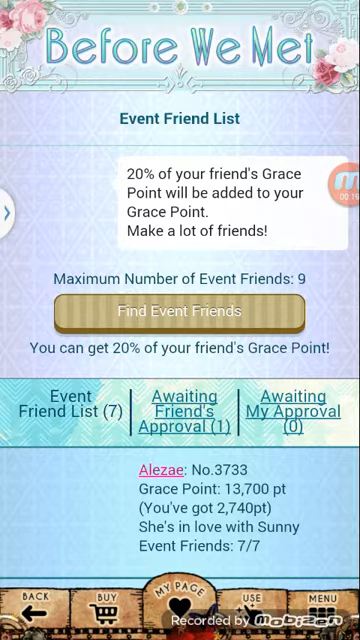 Before We Met
Event Friend List
20% of your friend's Grace
Point will be added to your
Grace Point.
Make a lot of friends!
00:19
Maximum Number of Event Friends: 9
Find Event Friends
You can get 20% of your friend's Grace Point!
Event
Friend List (7)
Awaiting
Friend's
Approval (1)
Awaiting
My Approval
(0)
Alezae: No.3733
Grace Point: 13,700 pt
(You've got 2,740pt)
She's in love with Sunny
Event Friends: 7/7
BACK
BUY
MY PAGE
USE
MENU
Recorded by mobizen